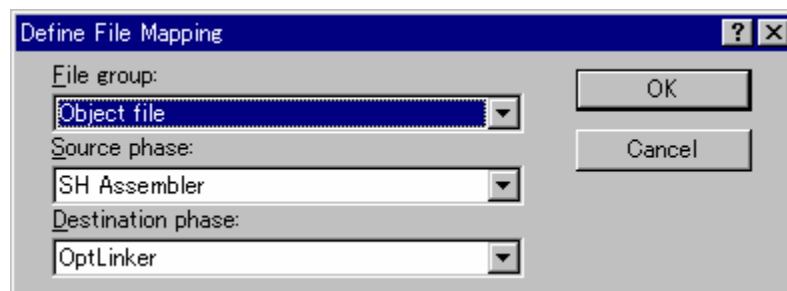 Define File Mapping
File group:
Object file
Source phase:
SH Assembler
Destination phase:
OptLinker
OK
Cancel